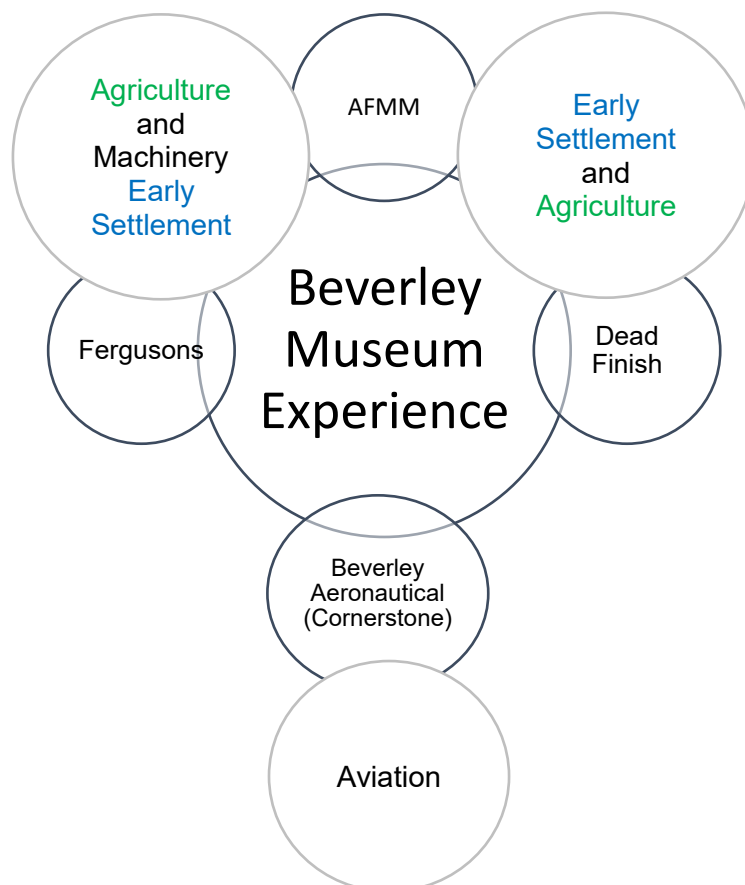 Agriculture
and
Machinery
Early
Settlement
AFMM
Early
Settlement
and
Agriculture
Beverley
Museum
Experience
Fergusons
Dead
Finish
Beverley
Aeronautical
(Cornerstone)
Aviation